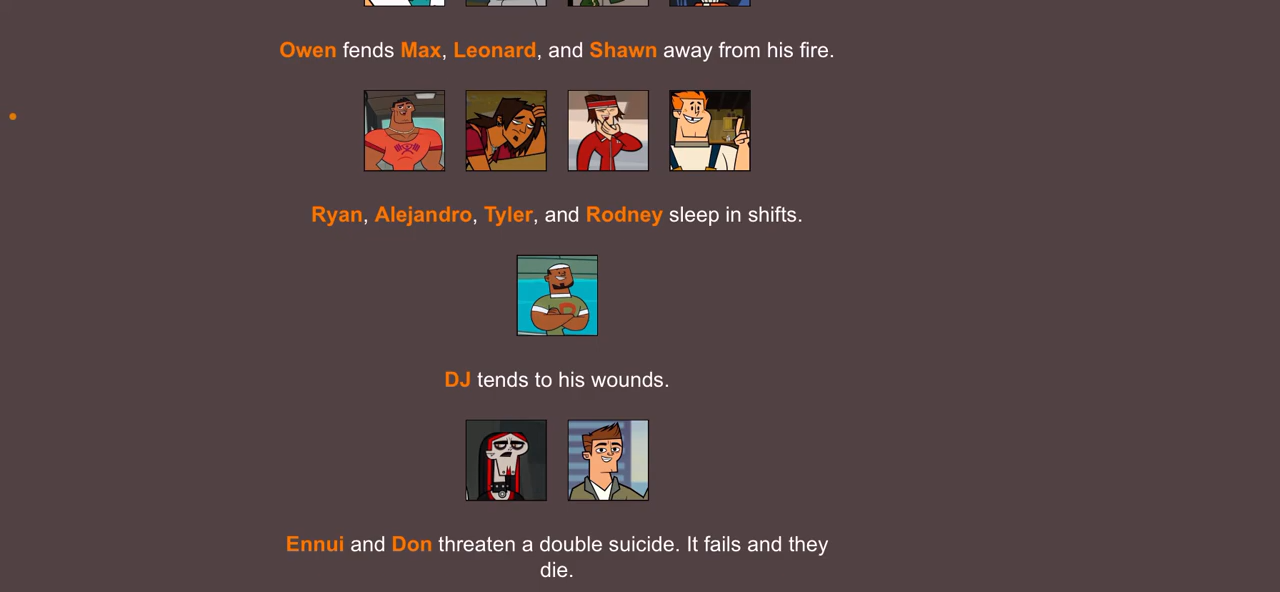 Owen fends Max, Leonard, and Shawn away from his fire.
Ryan, Alejandro, Tyler, and Rodney sleep in shifts.
DJ tends to his wounds.
Ennui and Don threaten a double suicide. It fails and they
die.